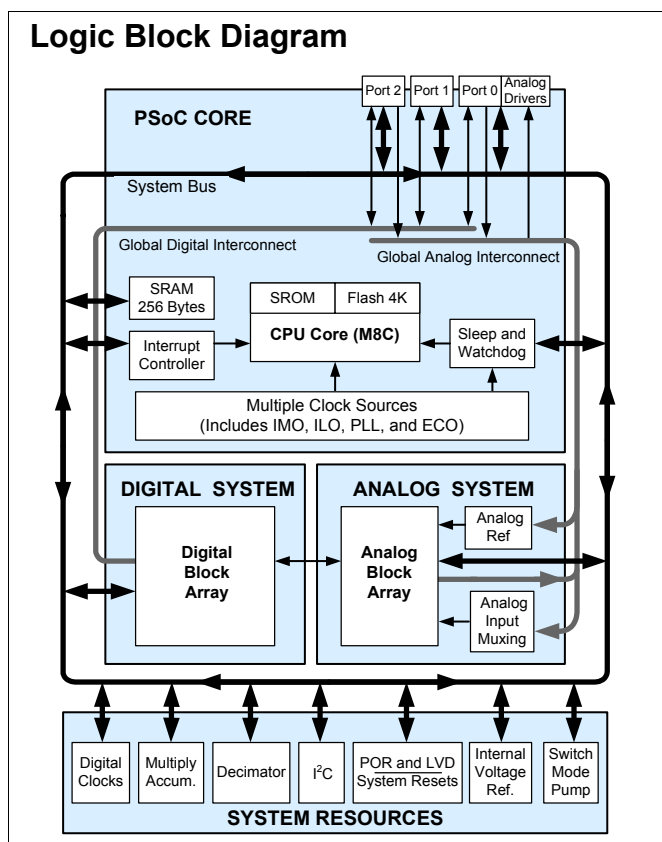 Logic Block Diagram
Port 2
Port 1
Port 0
Analog
Drivers
PSoC CORE
System Bus
Global Digital Interconnect
Global Analog Interconnect
SRAM
256 Bytes
SROM
Flash 4K
CPU Core (M8C)
Interrupt
Controller
Sleep and
Watchdog
Multiple Clock Sources
(Includes IMO, ILO, PLL, and ECO)
DIGITAL SYSTEM
ANALOG SYSTEM
Digital
Block
Array
Analog
Block
Array
Analog
Ref
Analog
Input
Muxing
Digital
Clocks
Multiply
Accum.
Decimator
I²C
POR and LVD
System Resets
Internal
Voltage
Ref.
Switch
Mode
Pump
SYSTEM RESOURCES